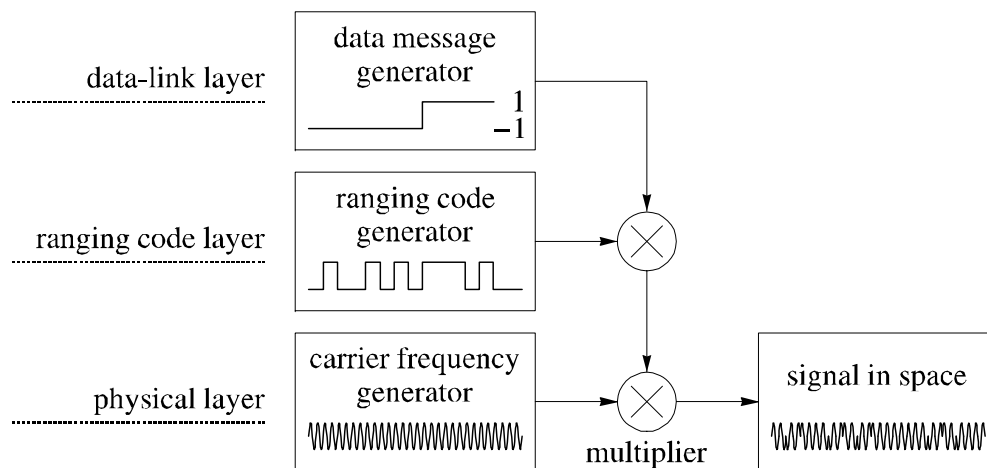 data message
generator
data-link layer
1
−1
ranging code
generator
ranging code layer
carrier frequency
generator
physical layer
signal in space
multiplier